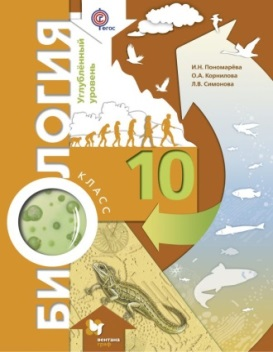 ФГОС
И.Н. Пономарёва
О.А. Корнилова
Л.В. Симонова
БИОЛОГИЯ
Углублённый
уровень
10
КЛАСС
вентана
граф